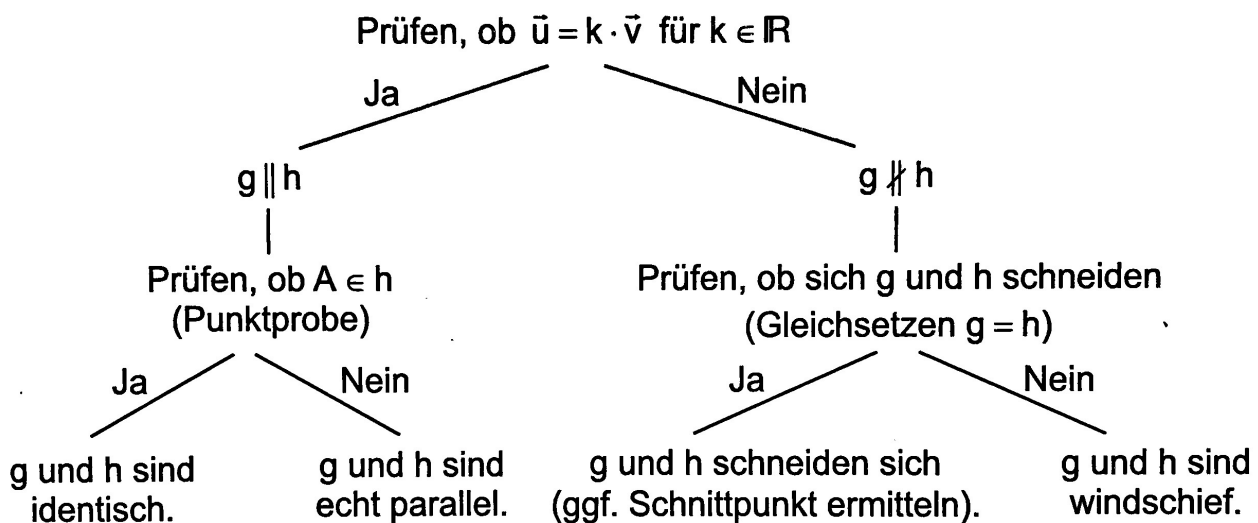 Prüfen, ob u⃗ = k · v⃗ für k ∈ ℝ
Ja
Nein
g ∥ h
g ∦ h
Prüfen, ob A ∈ h
(Punktprobe)
Prüfen, ob sich g und h schneiden
(Gleichsetzen g = h)
Ja
Nein
Ja
Nein
g und h sind
identisch.
g und h sind
echt parallel.
g und h schneiden sich
(ggf. Schnittpunkt ermitteln).
g und h sind
windschief.